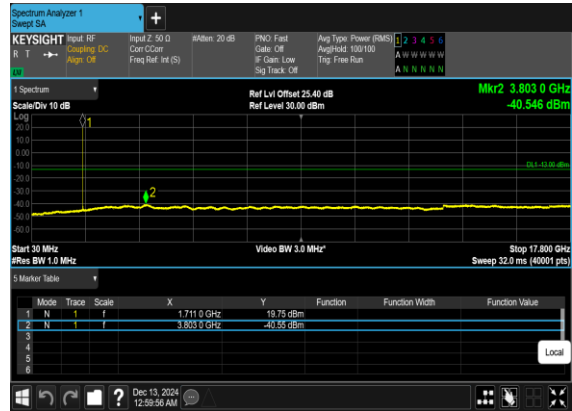 Spectrum Analyzer 1
Swept SA
+
KEYSIGHT
R T
Input: RF
Coupling: DC
Align: Off
Input Z: 50 Ω
Corr CCorr
Freq Ref: Int (S)
#Atten: 20 dB
PNO: Fast
Gate: Off
IF Gain: Low
Sig Track: Off
Avg Type: Power (RMS)
Avg|Hold: 100/100
Trig: Free Run
1 2 3 4 5 6
A W W W W W
A N N N N N
1 Spectrum
Scale/Div 10 dB
Ref Lvl Offset 25.40 dB
Ref Level 30.00 dBm
Mkr2 3.803 0 GHz
-40.546 dBm
Log
20.0
10.0
0.00
-10.0
-20.0
-30.0
-40.0
-50.0
-60.0
1
2
DL1 -13.00 dBm
Start 30 MHz
#Res BW 1.0 MHz
Video BW 3.0 MHz*
Stop 17.800 GHz
Sweep 32.0 ms (40001 pts)
5 Marker Table
Mode Trace Scale X Y Function Function Width Function Value
1 N 1 f 1.711 0 GHz 19.75 dBm
2 N 1 f 3.803 0 GHz -40.55 dBm
3
4
5
6
Local
?
Dec 13, 2024
12:59:56 AM